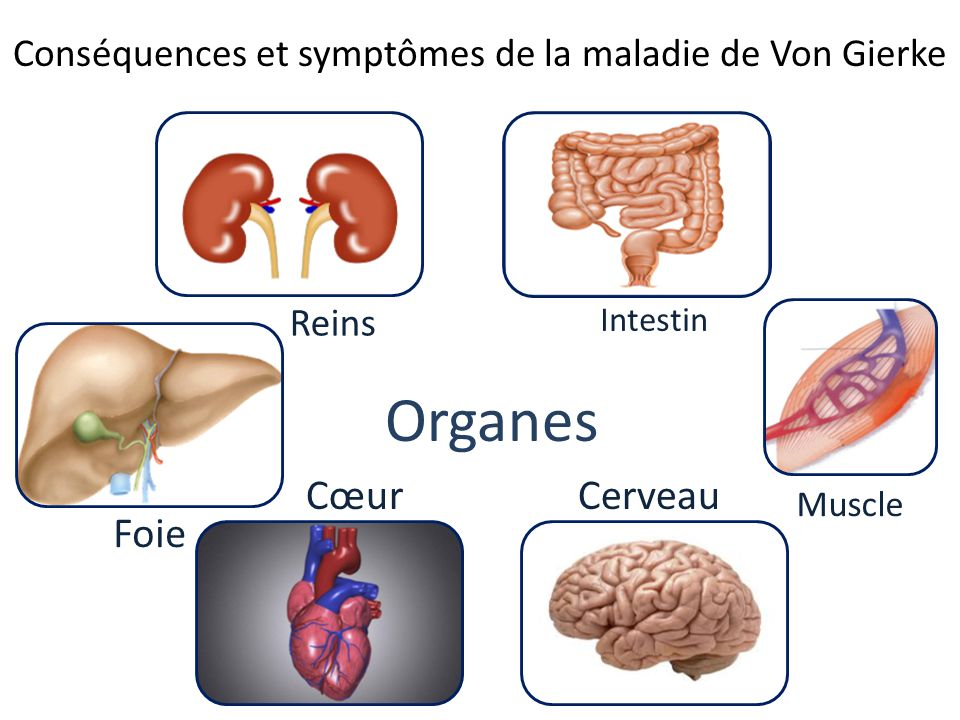 Conséquences et symptômes de la maladie de Von Gierke
Reins
Intestin
Organes
Cœur
Cerveau
Muscle
Foie